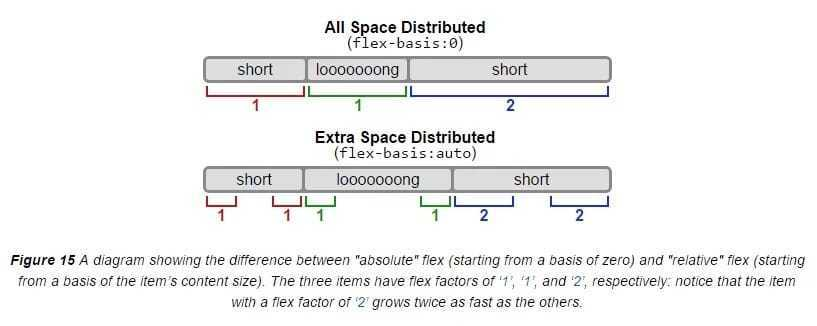 All Space Distributed
(flex-basis:0)
short looooooong short
1 1 2
Extra Space Distributed
(flex-basis:auto)
short looooooong short
1 1 1 1 2 2
Figure 15 A diagram showing the difference between "absolute" flex (starting from a basis of zero) and "relative" flex (starting
from a basis of the item’s content size). The three items have flex factors of ‘1’, ‘1’, and ‘2’, respectively: notice that the item
with a flex factor of ‘2’ grows twice as fast as the others.